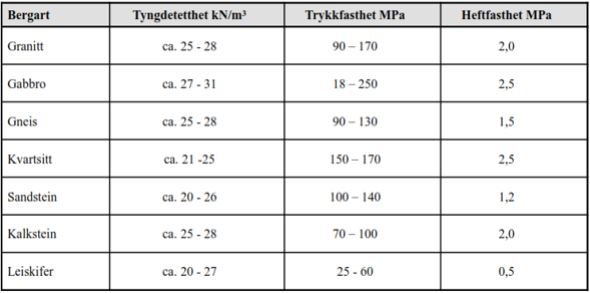 Bergart Tyngdetetthet kN/m³ Trykkfasthet MPa Heftfasthet MPa
Granitt ca. 25 - 28 90 – 170 2,0
Gabbro ca. 27 - 31 18 – 250 2,5
Gneis ca. 25 - 28 90 – 130 1,5
Kvartsitt ca. 21 -25 150 – 170 2,5
Sandstein ca. 20 - 26 100 – 140 1,2
Kalkstein ca. 25 - 28 70 – 100 2,0
Leiskifer ca. 20 - 27 25 - 60 0,5